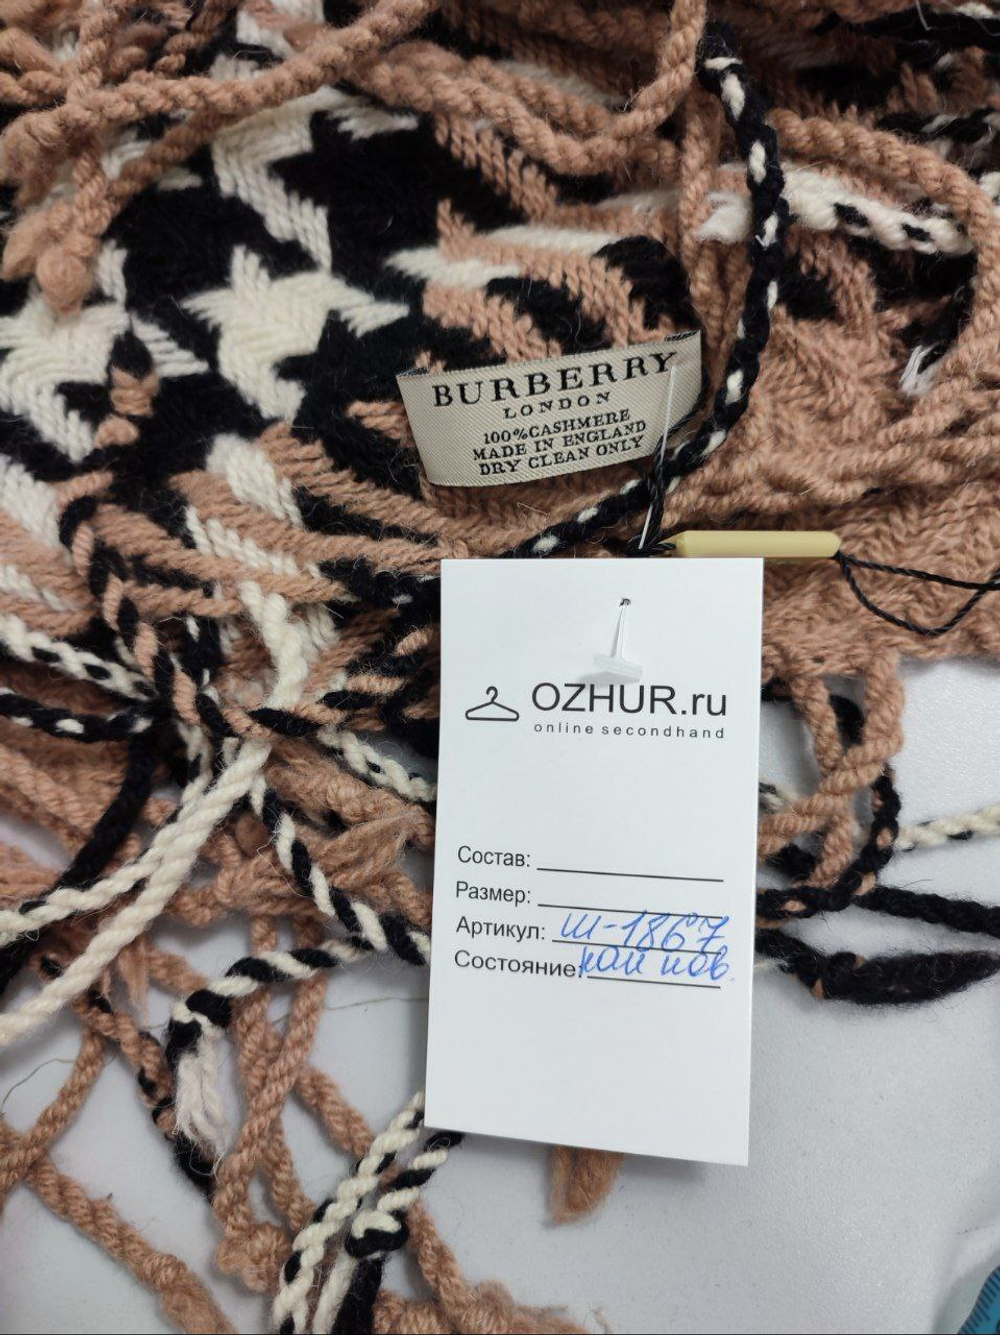 BURBERRY
LONDON
100%CASHMERE
MADE IN ENGLAND
DRY CLEAN ONLY
OZHUR.ru
online secondhand
Состав:
Размер:
Артикул: Ш-1867
Состояние: как нов.